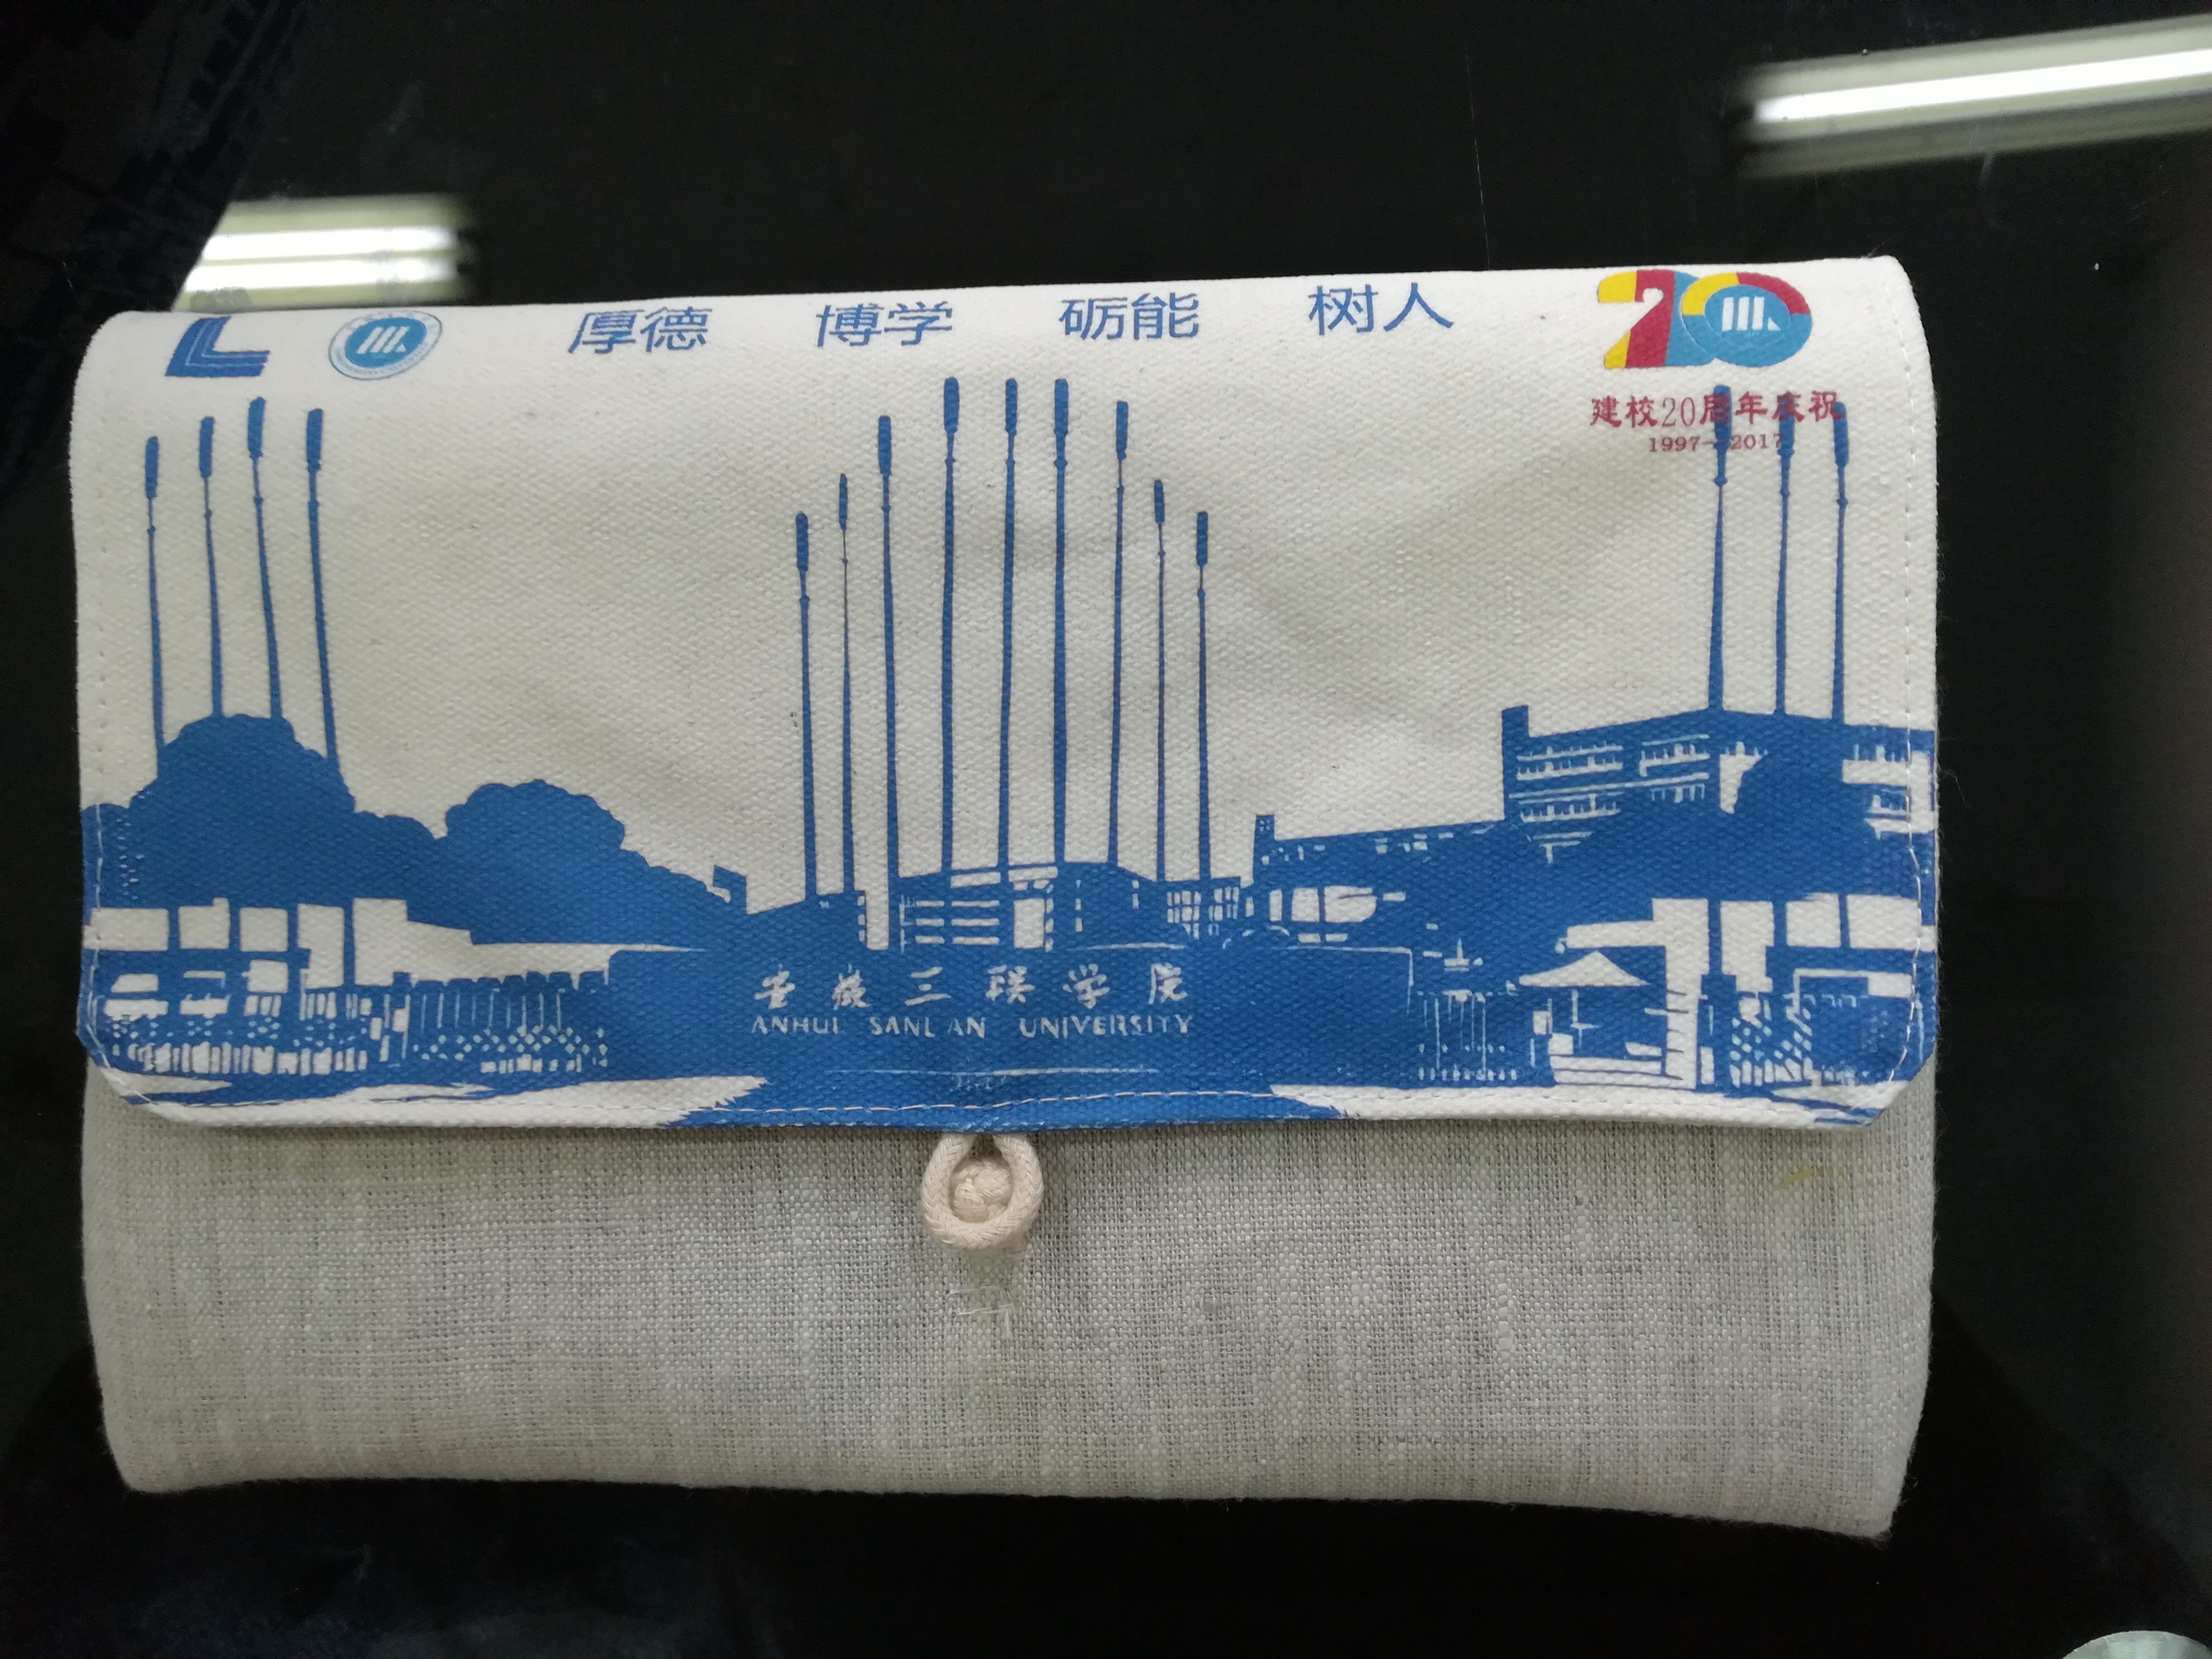 厚德 博学 砺能 树人
20
建校20周年庆祝
1997-2017
安徽三联学院
ANHUI SANLIAN UNIVERSITY